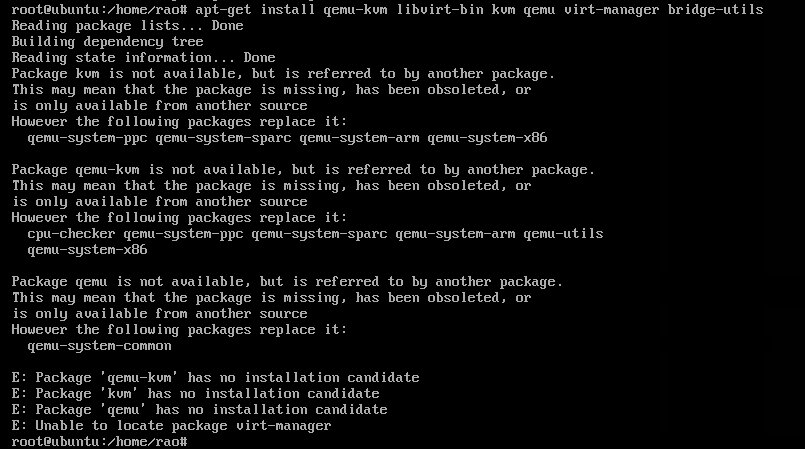 root@ubuntu:/home/rao# apt-get install qemu-kvm libvirt-bin kvm qemu virt-manager bridge-utils
Reading package lists... Done
Building dependency tree
Reading state information... Done
Package kvm is not available, but is referred to by another package.
This may mean that the package is missing, has been obsoleted, or
is only available from another source
However the following packages replace it:
  qemu-system-ppc qemu-system-sparc qemu-system-arm qemu-system-x86

Package qemu-kvm is not available, but is referred to by another package.
This may mean that the package is missing, has been obsoleted, or
is only available from another source
However the following packages replace it:
  cpu-checker qemu-system-ppc qemu-system-sparc qemu-system-arm qemu-utils
  qemu-system-x86

Package qemu is not available, but is referred to by another package.
This may mean that the package is missing, has been obsoleted, or
is only available from another source
However the following packages replace it:
  qemu-system-common

E: Package 'qemu-kvm' has no installation candidate
E: Package 'kvm' has no installation candidate
E: Package 'qemu' has no installation candidate
E: Unable to locate package virt-manager
root@ubuntu:/home/rao#